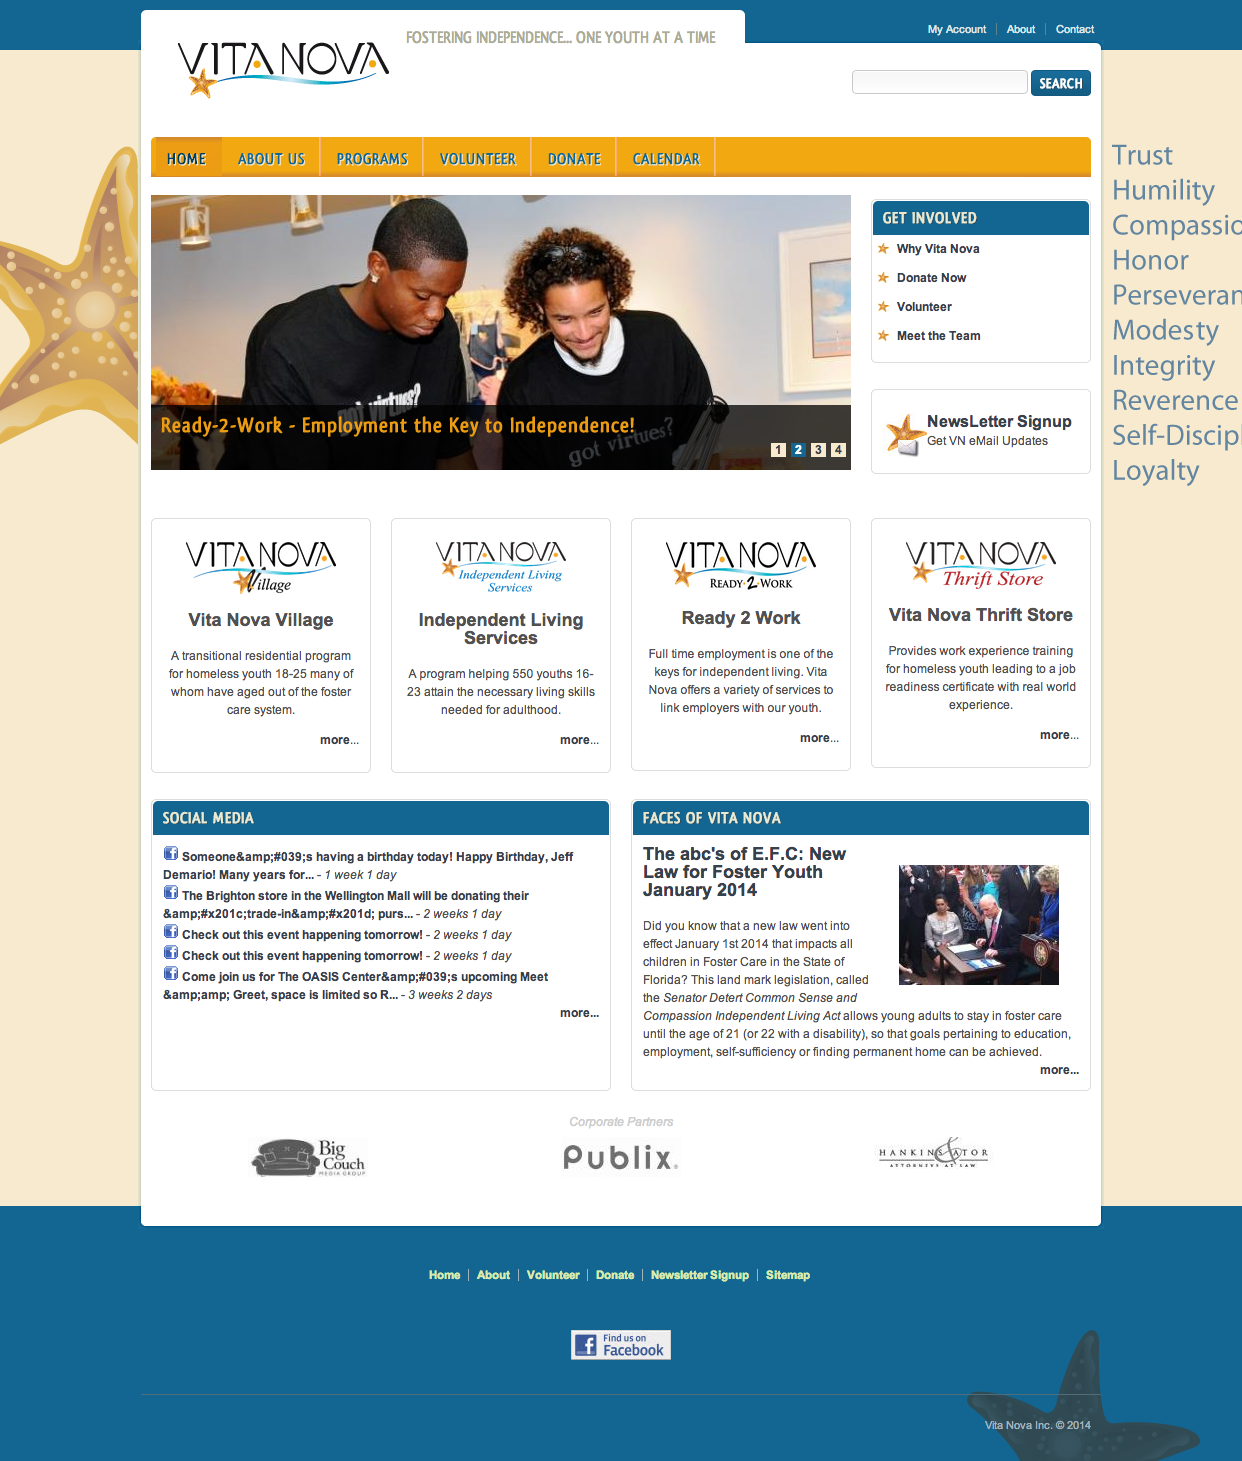 My Account
About
Contact
VITA NOVA
FOSTERING INDEPENDENCE... ONE YOUTH AT A TIME
SEARCH
HOME
ABOUT US
PROGRAMS
VOLUNTEER
DONATE
CALENDAR
got virtues?
got virtues?
Ready-2-Work - Employment the Key to Independence!
1 2 3 4
GET INVOLVED
Why Vita Nova
Donate Now
Volunteer
Meet the Team
NewsLetter Signup
Get VN eMail Updates
Trust
Humility
Honor
Modesty
Integrity
Reverence
Loyalty
VITA NOVA
Village
Vita Nova Village
A transitional residential program
for homeless youth 18-25 many of
whom have aged out of the foster
care system.
more...
VITA NOVA
Independent Living
Services
Independent Living
Services
A program helping 550 youths 16-
23 attain the necessary living skills
needed for adulthood.
more...
VITA NOVA
READY 2 WORK
Ready 2 Work
Full time employment is one of the
keys for independent living. Vita
Nova offers a variety of services to
link employers with our youth.
more...
VITA NOVA
Thrift Store
Vita Nova Thrift Store
Provides work experience training
for homeless youth leading to a job
readiness certificate with real world
experience.
more...
SOCIAL MEDIA
Someone&amp;#039;s having a birthday today! Happy Birthday, Jeff
Demario! Many years for... - 1 week 1 day
The Brighton store in the Wellington Mall will be donating their
&amp;#x201c;trade-in&amp;#x201d; purs... - 2 weeks 1 day
Check out this event happening tomorrow! - 2 weeks 1 day
Check out this event happening tomorrow! - 2 weeks 1 day
Come join us for The OASIS Center&amp;#039;s upcoming Meet
&amp;amp; Greet, space is limited so R... - 3 weeks 2 days
more...
FACES OF VITA NOVA
The abc's of E.F.C: New
Law for Foster Youth
January 2014
Did you know that a new law went into
effect January 1st 2014 that impacts all
children in Foster Care in the State of
Florida? This land mark legislation, called
the Senator Detert Common Sense and
Compassion Independent Living Act allows young adults to stay in foster care
until the age of 21 (or 22 with a disability), so that goals pertaining to education,
employment, self-sufficiency or finding permanent home can be achieved.
more...
Corporate Partners
Big
Couch
MEDIA GROUP
Publix
HANKINS & ATOR
ATTORNEYS AT LAW
Home
About
Volunteer
Donate
Newsletter Signup
Sitemap
Find us on
Facebook
Vita Nova Inc. © 2014